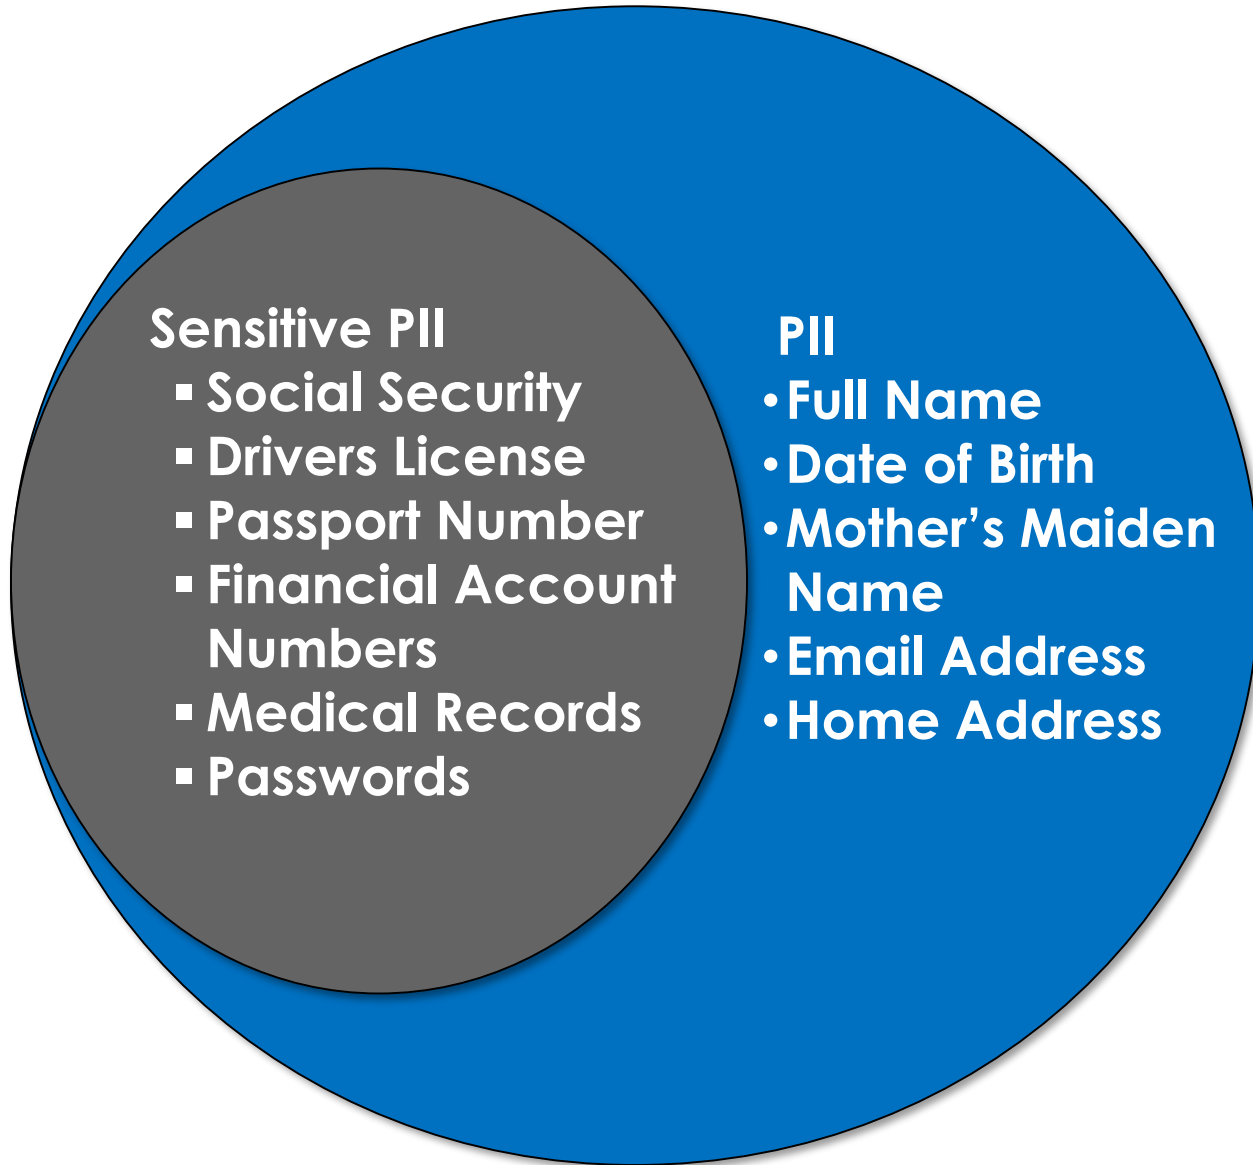 Sensitive PII
▪ Social Security
▪ Drivers License
▪ Passport Number
▪ Financial Account
Numbers
▪ Medical Records
▪ Passwords
PII
• Full Name
• Date of Birth
• Mother’s Maiden
Name
• Email Address
• Home Address